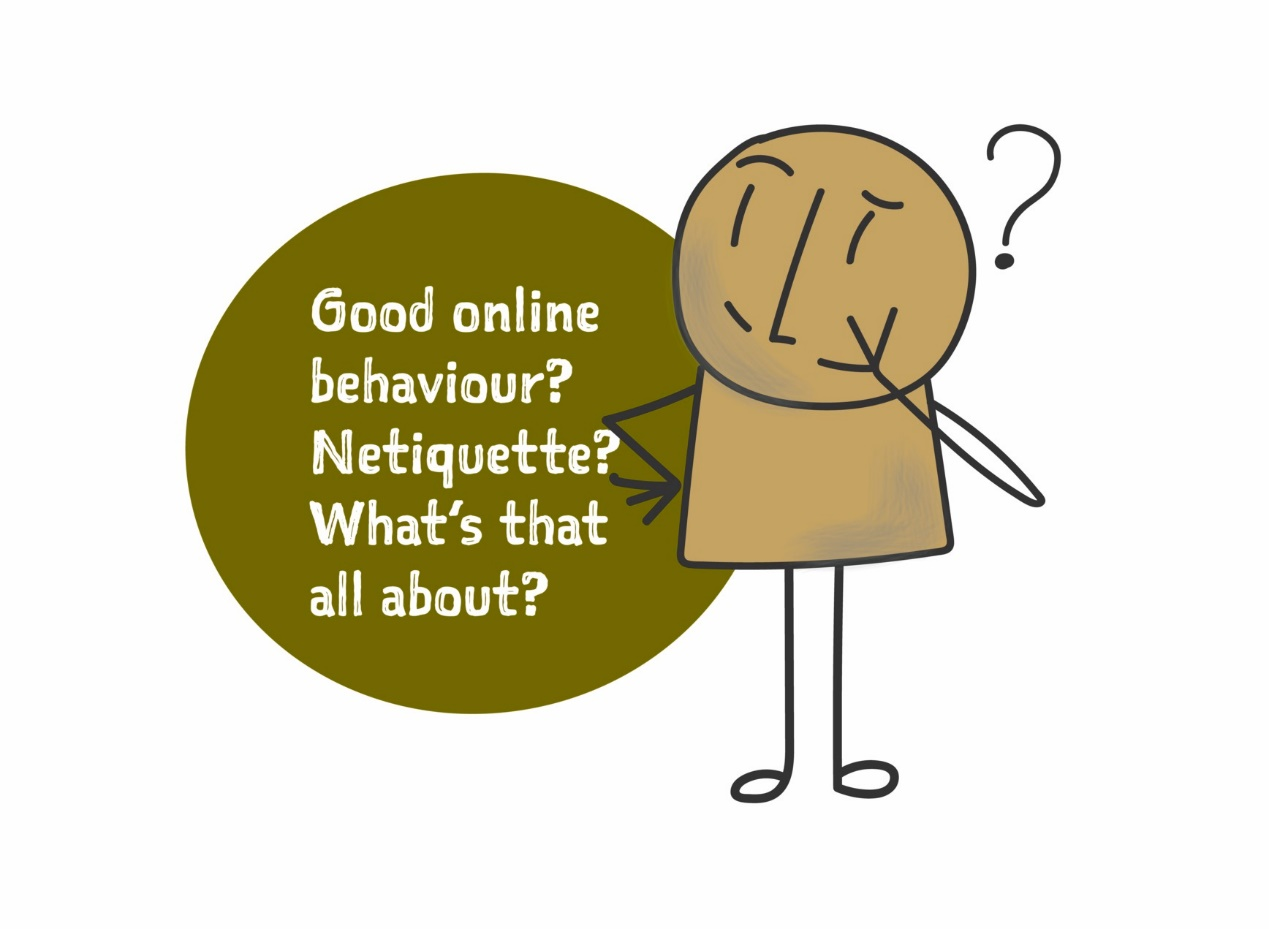 Good online
behaviour?
Netiquette?
What's that
all about?
?